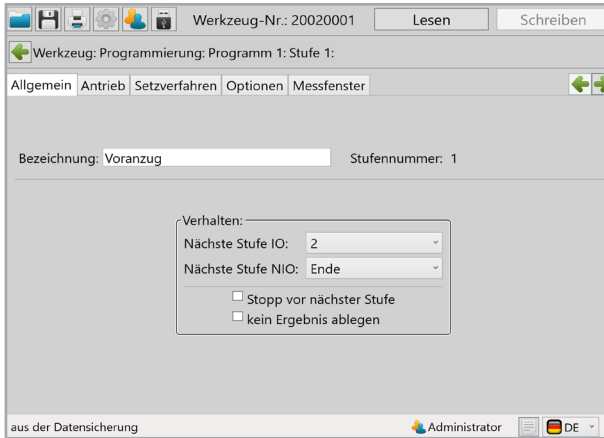 Werkzeug-Nr.: 20020001 Lesen Schreiben
Werkzeug: Programmierung: Programm 1: Stufe 1:
Allgemein Antrieb Setzverfahren Optionen Messfenster
Bezeichnung: Voranzug Stufennummer: 1
Verhalten:
Nächste Stufe IO: 2
Nächste Stufe NIO: Ende
Stopp vor nächster Stufe
kein Ergebnis ablegen
aus der Datensicherung Administrator DE